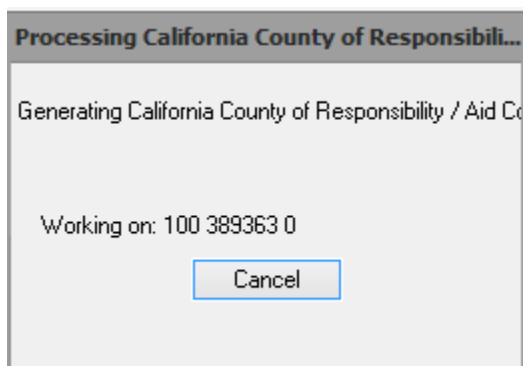 Processing California County of Responsibili...
Generating California County of Responsibility / Aid Co
Working on: 100 389363 0
Cancel